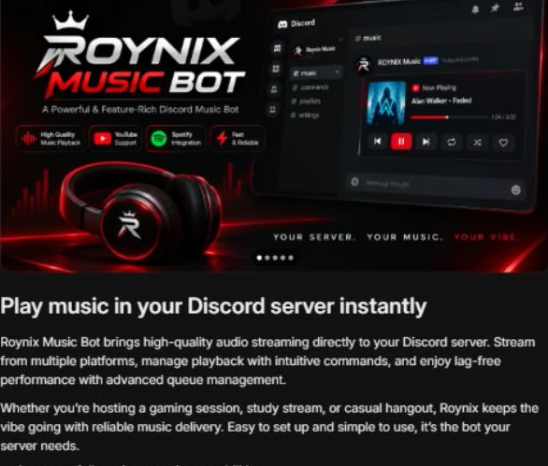 ROYNIX
MUSIC BOT
A Powerful & Feature-Rich Discord Music Bot
High Quality
Music Playback
YouTube
Support
Spotify
Integration
Fast
& Reliable
Discord
Roynix Music
# music
commands
playlists
settings
# music
ROYNIX Music
Now Playing
Alan Walker - Faded
R
YOUR SERVER. YOUR MUSIC. YOUR VIBE.
Play music in your Discord server instantly
Roynix Music Bot brings high-quality audio streaming directly to your Discord server. Stream
from multiple platforms, manage playback with intuitive commands, and enjoy lag-free
performance with advanced queue management.
Whether you're hosting a gaming session, study stream, or casual hangout, Roynix keeps the
vibe going with reliable music delivery. Easy to set up and simple to use, it's the bot your
server needs.